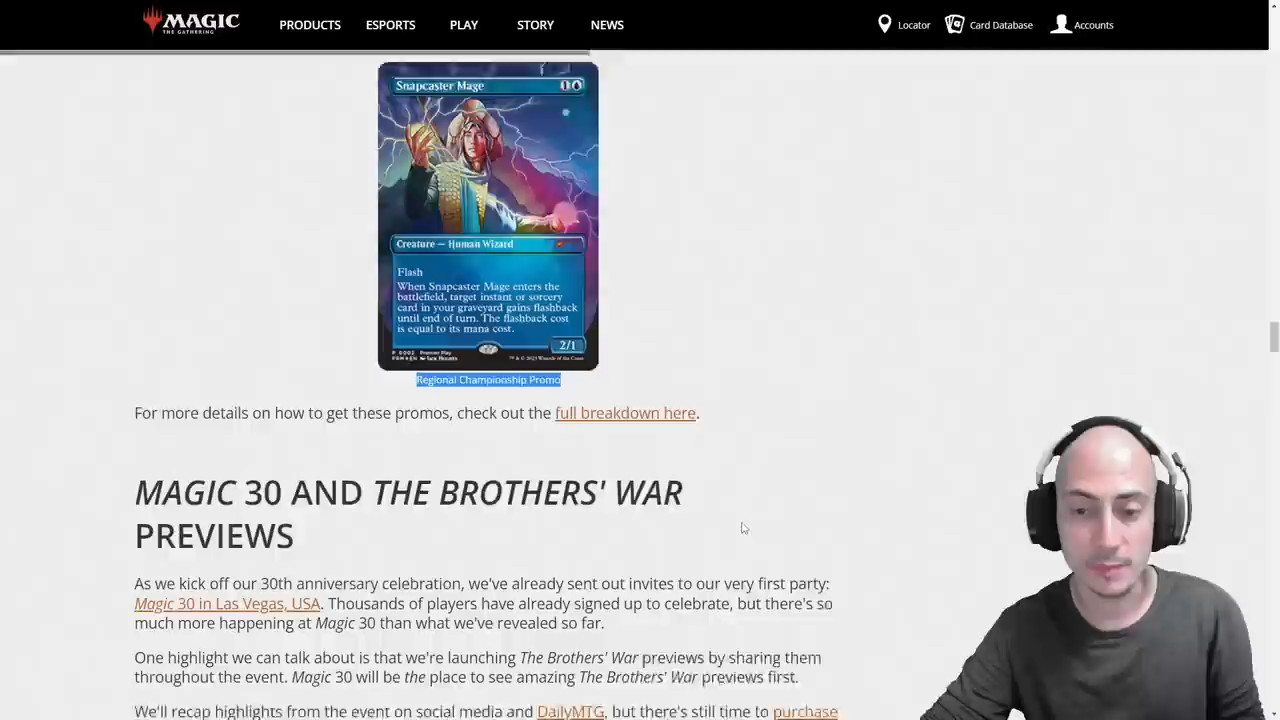 MAGIC
THE GATHERING
PRODUCTS ESPORTS PLAY STORY NEWS
Locator Card Database Accounts
Snapcaster Mage 1
Creature — Human Wizard
Flash
When Snapcaster Mage enters the
battlefield, target instant or sorcery
card in your graveyard gains flashback
until end of turn. The flashback cost
is equal to its mana cost.
2/1
Regional Championship Promo
For more details on how to get these promos, check out the full breakdown here.
MAGIC 30 AND THE BROTHERS' WAR
PREVIEWS
As we kick off our 30th anniversary celebration, we've already sent out invites to our very first party:
Magic 30 in Las Vegas, USA. Thousands of players have already signed up to celebrate, but there's so
much more happening at Magic 30 than what we've revealed so far.
One highlight we can talk about is that we're launching The Brothers' War previews by sharing them
throughout the event. Magic 30 will be the place to see amazing The Brothers' War previews first.
We'll recap highlights from the event on social media and DailyMTG, but there's still time to purchase